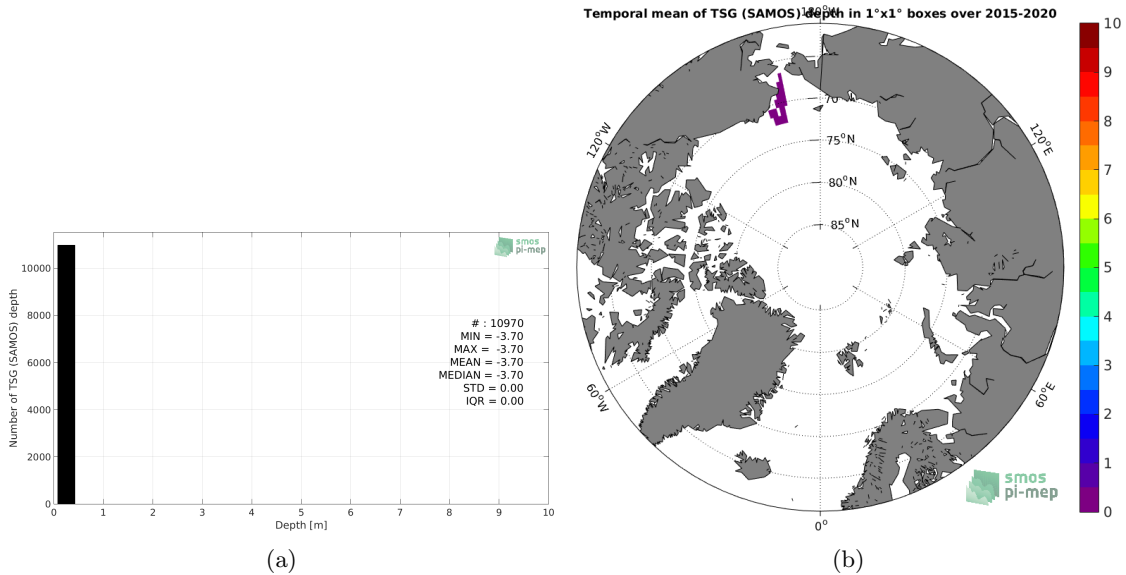 smos
pi-mep
Number of TSG (SAMOS) depth
10000
8000
6000
4000
2000
0
# : 10970
MIN = -3.70
MAX = -3.70
MEAN = -3.70
MEDIAN = -3.70
STD = 0.00
IQR = 0.00
0 1 2 3 4 5 6 7 8 9 10
Depth [m]
(a)
Temporal mean of TSG (SAMOS) depth in 1°x1° boxes over 2015-2020
180°W
120°W
120°E
70°N
75°N
80°N
85°N
60°W
60°E
0°
smos
pi-mep
10
9
8
7
6
5
4
3
2
1
0
(b)